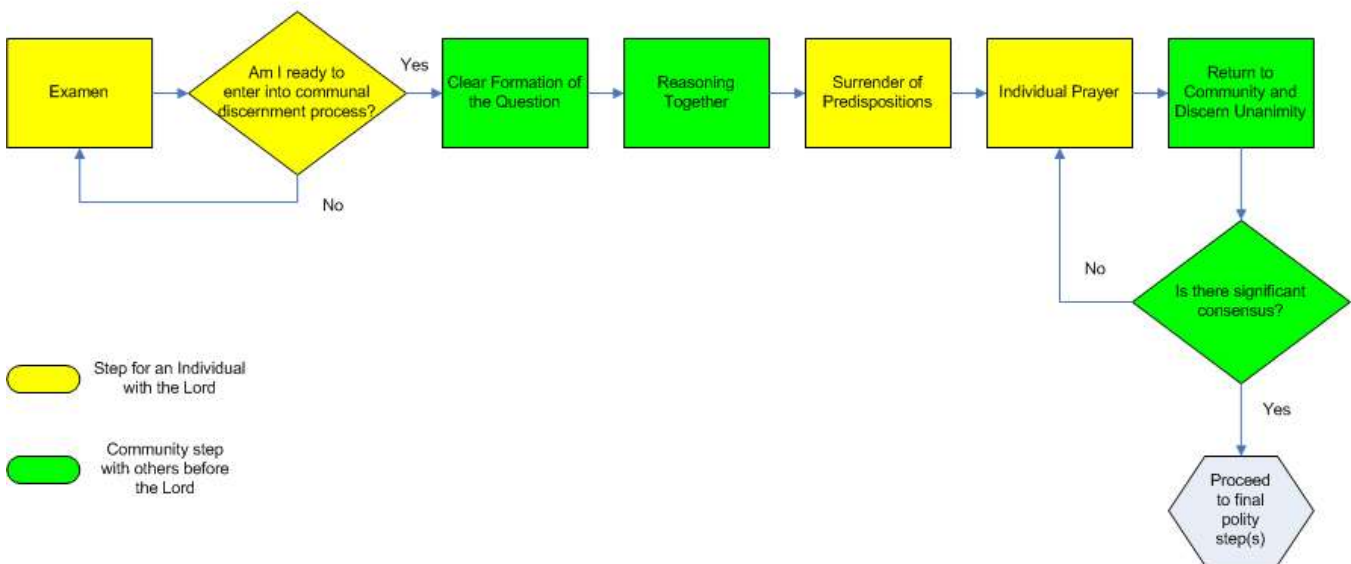 Examen
Am I ready to
enter into communal
discernment process?
Yes
No
Clear Formation of
the Question
Reasoning
Together
Surrender of
Predispositions
Individual Prayer
Return to
Community and
Discern Unanimity
Is there significant
consensus?
No
Yes
Proceed
to final
polity
step(s)
Step for an Individual
with the Lord
Community step
with others before
the Lord